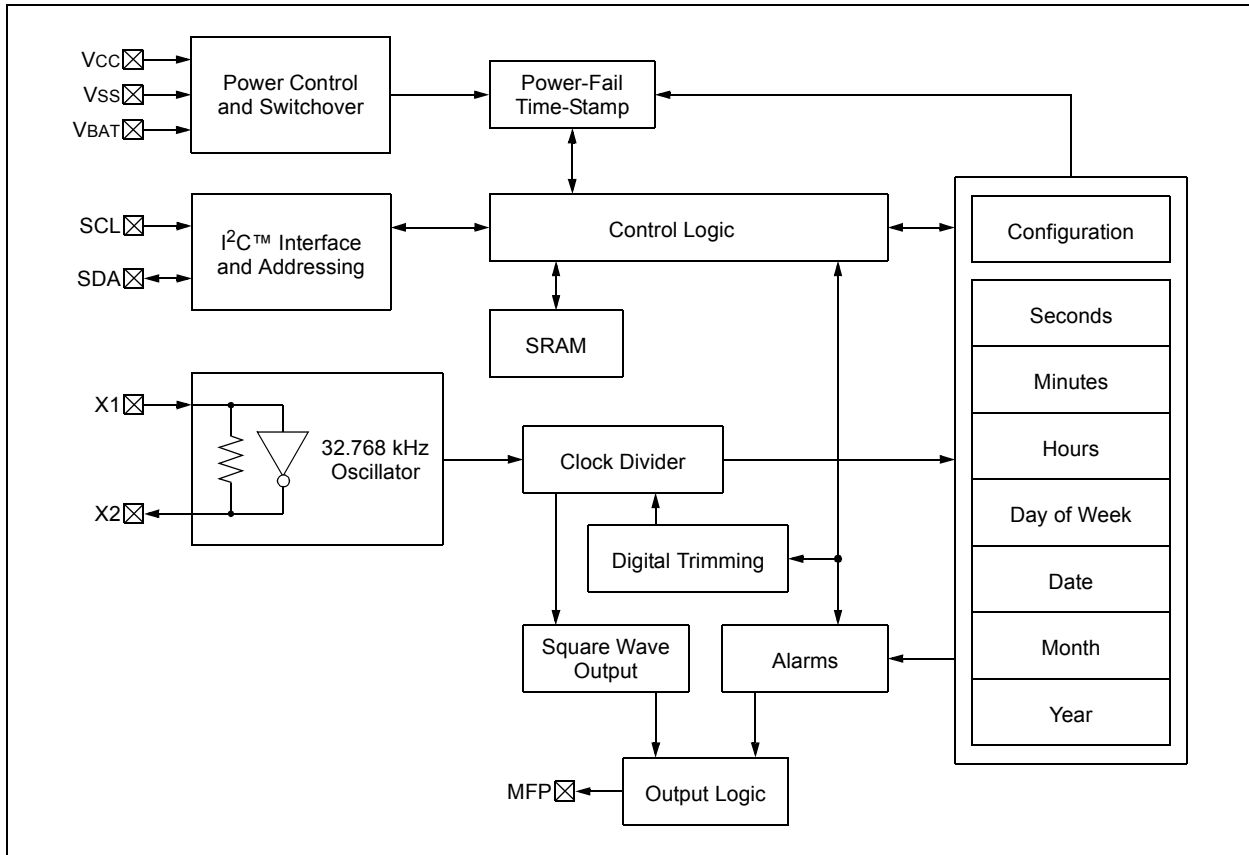 VCC
VSS
VBAT
Power Control
and Switchover
Power-Fail
Time-Stamp
SCL
SDA
I²C™ Interface
and Addressing
Control Logic
SRAM
Configuration
Seconds
Minutes
Hours
Day of Week
Date
Month
Year
X1
X2
32.768 kHz
Oscillator
Clock Divider
Digital Trimming
Square Wave
Output
Alarms
MFP
Output Logic